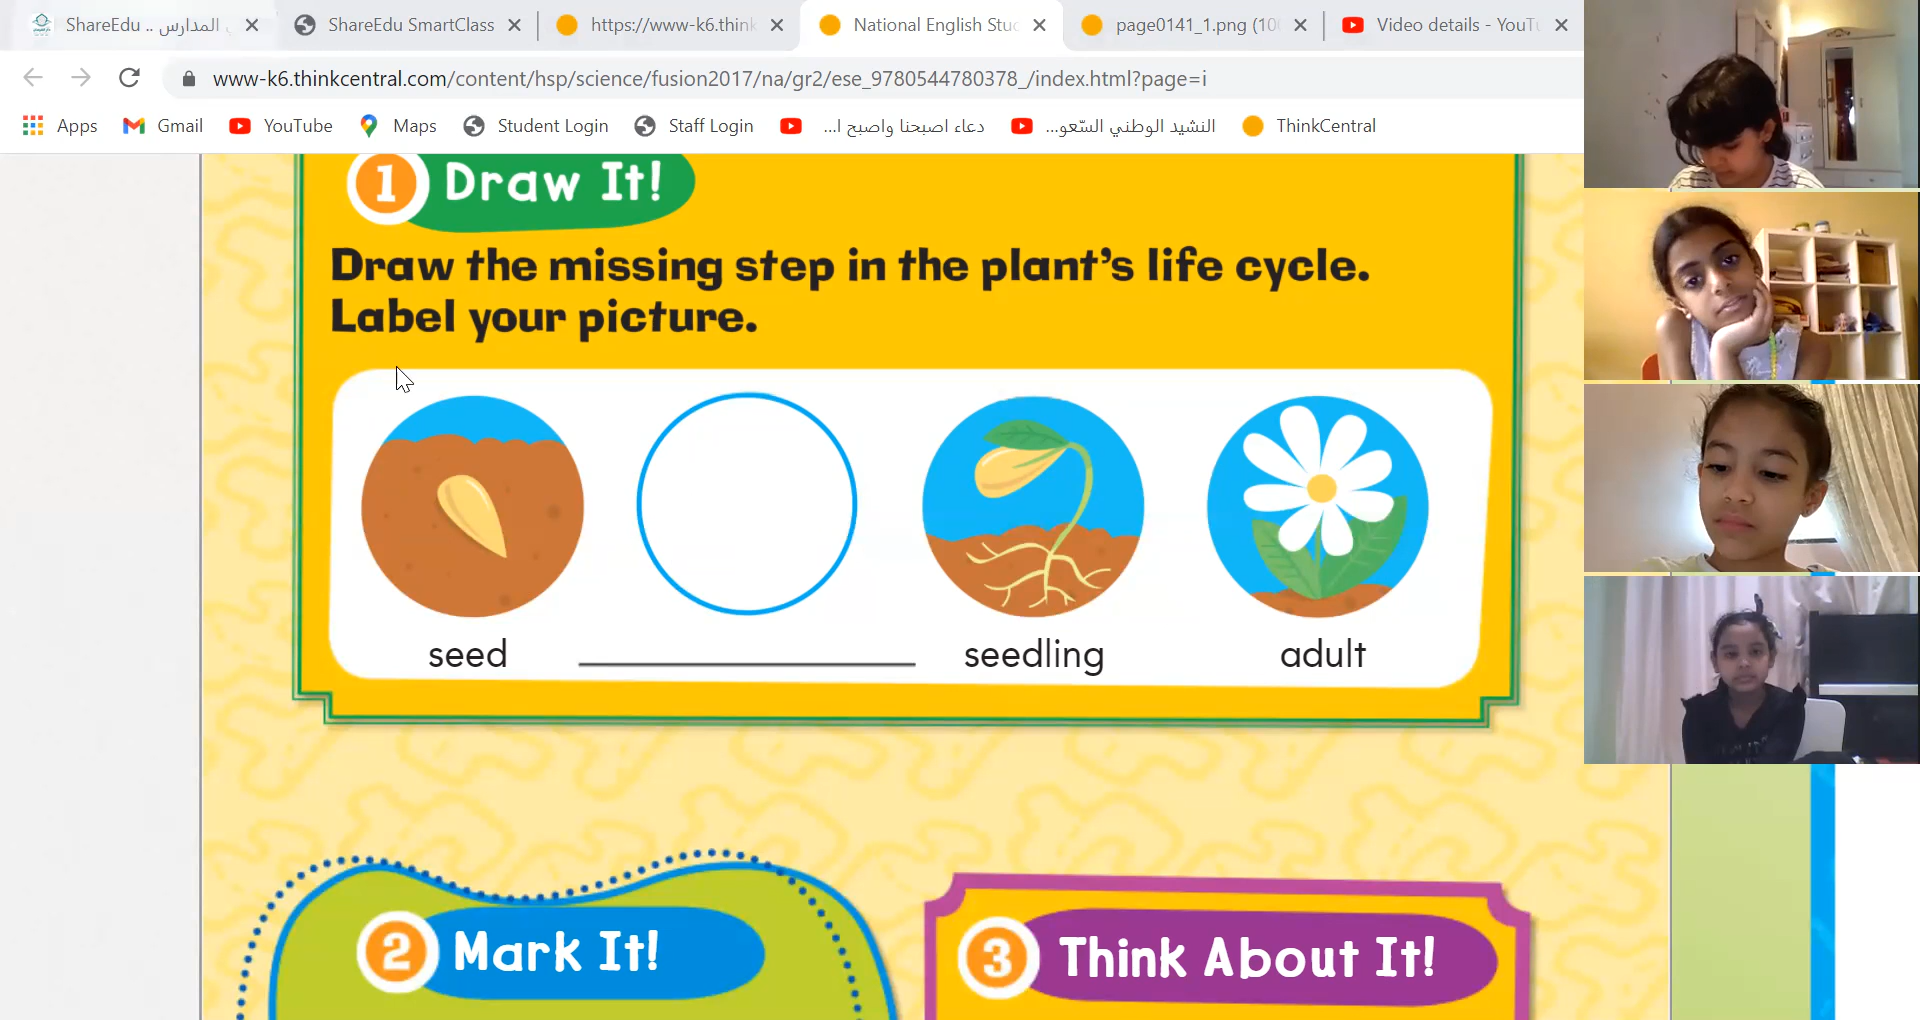 ShareEdu .. ي المدارس
ShareEdu SmartClass
https://www-k6.think
National English Stu
page0141_1.png (10
Video details - YouTu
www-k6.thinkcentral.com/content/hsp/science/fusion2017/na/gr2/ese_9780544780378_/index.html?page=i
Apps
Gmail
YouTube
Maps
Student Login
Staff Login
دعاء اصبحنا واصبح ا...
النشيد الوطني السّعو...
ThinkCentral
1 Draw It!
Draw the missing step in the plant's life cycle.
Label your picture.
seed
seedling
adult
2 Mark It!
3 Think About It!